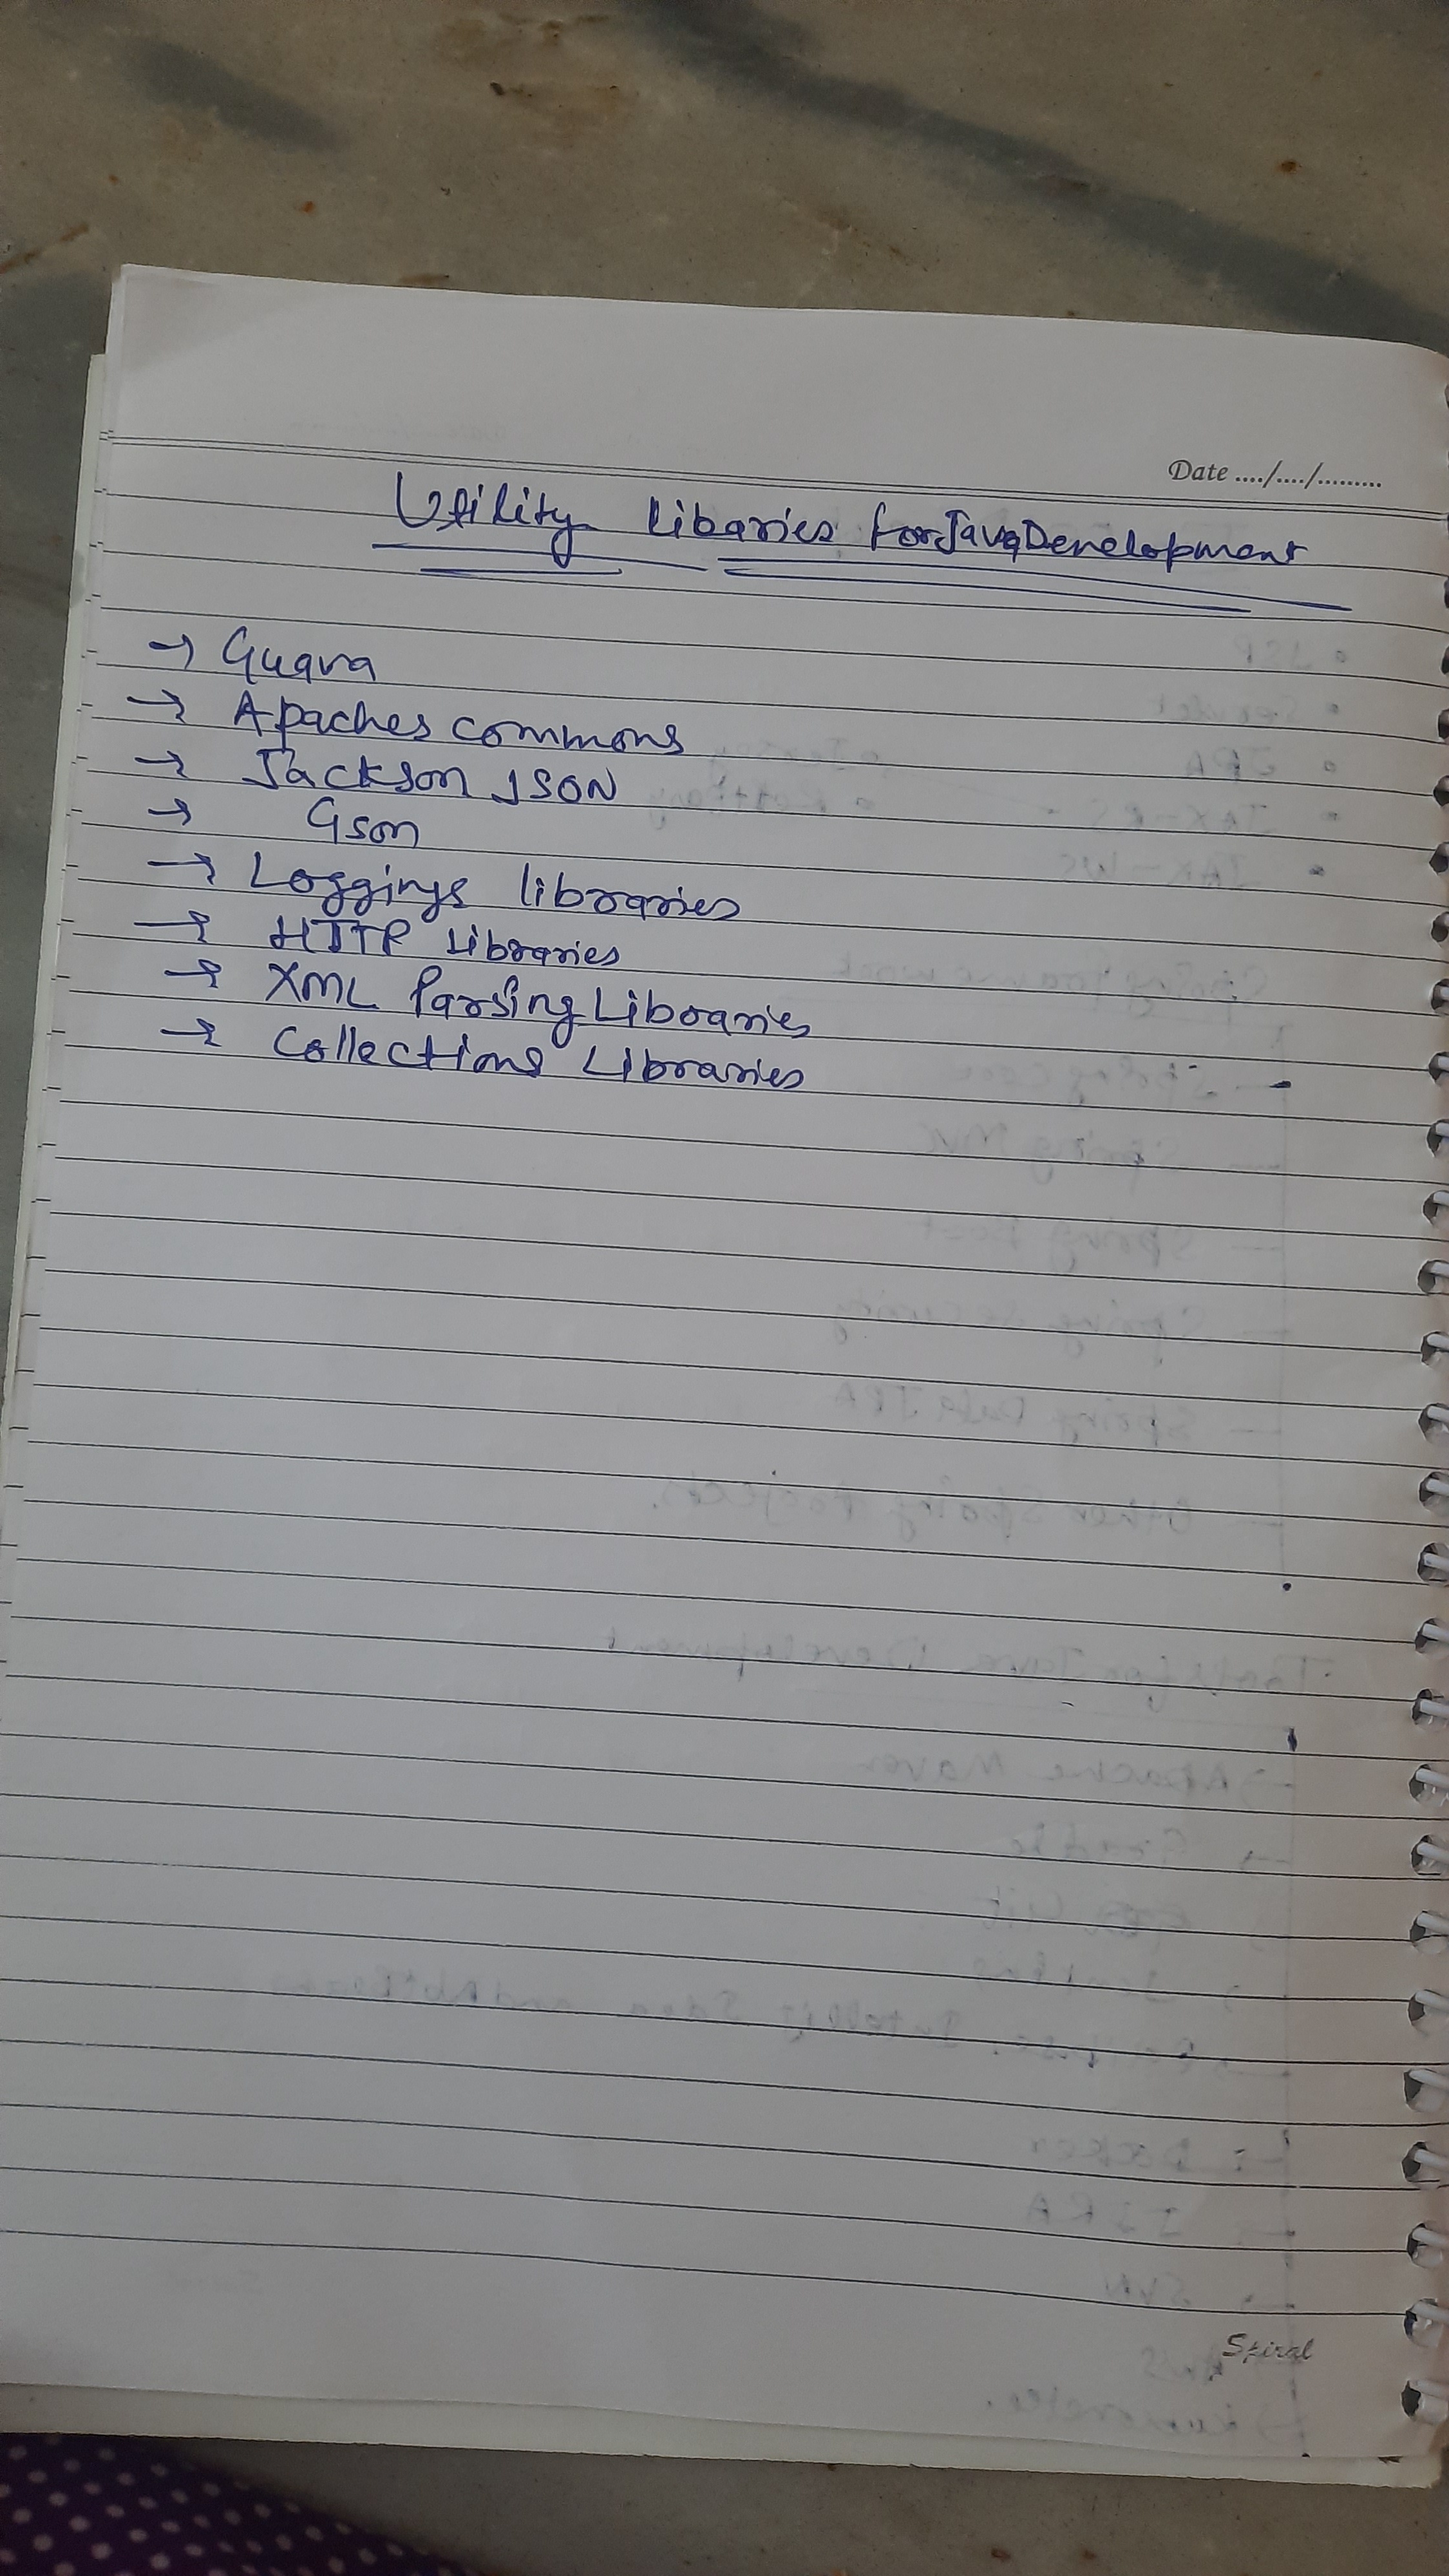 Date ..../..../.........
Utility Libaries for Java Development
→ Guava
→ Apaches commons
→ Jackson JSON
→ Gson
→ Loggings libraries
→ HTTP Libraries
→ XML Parsing Libraries
→ Collections Libraries
Spiral